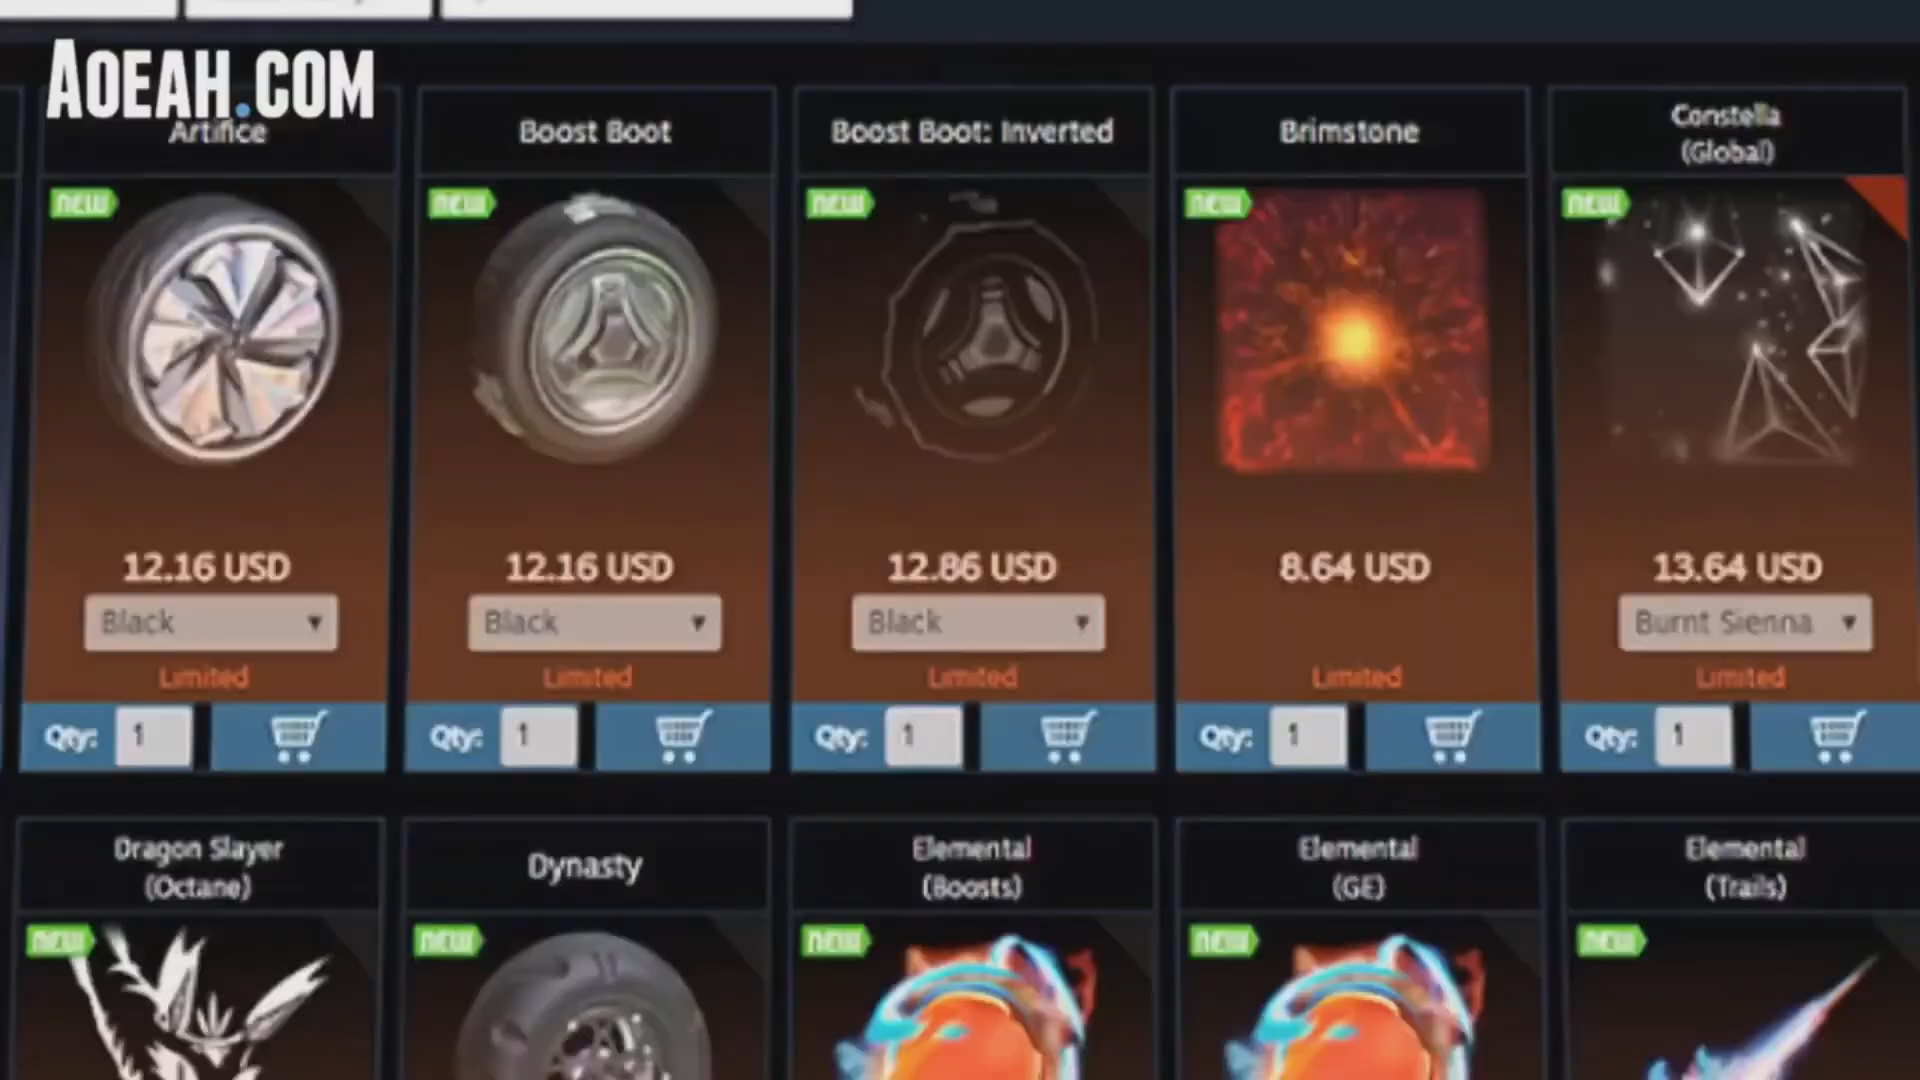 AOEAH.COM
Artifice
Boost Boot
Boost Boot: Inverted
Brimstone
Constella
(Global)
NEW
NEW
NEW
NEW
NEW
12.16 USD
12.16 USD
12.86 USD
8.64 USD
13.64 USD
Black
Black
Black
Burnt Sienna
Limited
Limited
Limited
Limited
Limited
Qty: 1
Qty: 1
Qty: 1
Qty: 1
Qty: 1
Dragon Slayer
(Octane)
Dynasty
Elemental
(Boosts)
Elemental
(GE)
Elemental
(Trails)
NEW
NEW
NEW
NEW
NEW